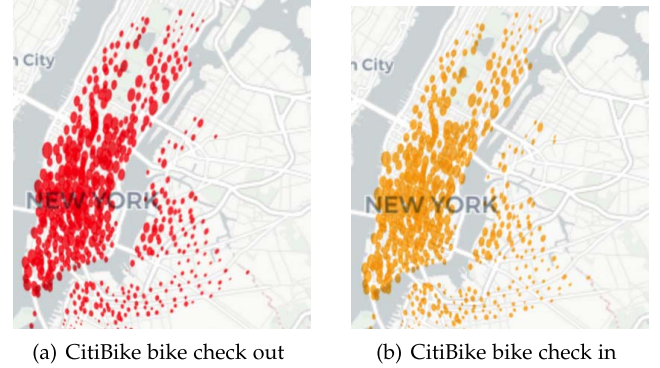 n City
n City
NEW YORK
NEW YORK
(a) CitiBike bike check out
(b) CitiBike bike check in